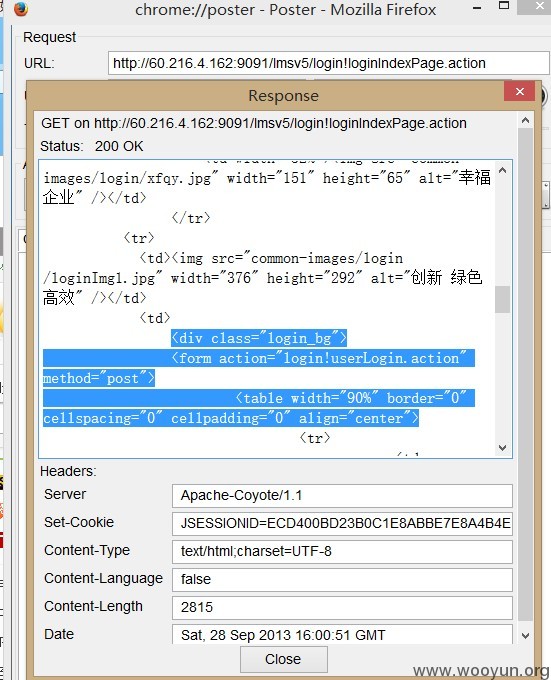 chrome://poster - Poster - Mozilla Firefox
Request
URL: http://60.216.4.162:9091/lmsv5/login!loginIndexPage.action
Response
GET on http://60.216.4.162:9091/lmsv5/login!loginIndexPage.action
Status: 200 OK
images/login/xfqy.jpg" width="151" height="65" alt="幸福
企业" /></td>
</tr>
<tr>
<td><img src="common-images/login
/loginImg1.jpg" width="376" height="292" alt="创新 绿色
高效" /></td>
<td>
<div class="login_bg">
<form action="login!userLogin.action"
method="post">
<table width="90%" border="0"
cellspacing="0" cellpadding="0" align="center">
<tr>
Headers:
Server Apache-Coyote/1.1
Set-Cookie JSESSIONID=ECD400BD23B0C1E8ABBE7E8A4B4E
Content-Type text/html;charset=UTF-8
Content-Language false
Content-Length 2815
Date Sat, 28 Sep 2013 16:00:51 GMT
Close
www.wooyun.org